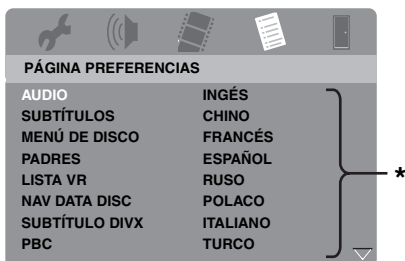 PÁGINA PREFERENCIAS
AUDIO INGÉS
SUBTÍTULOS CHINO
MENÚ DE DISCO FRANCÉS
PADRES ESPAÑOL
LISTA VR RUSO
NAV DATA DISC POLACO
SUBTÍTULO DIVX ITALIANO
PBC TURCO
*